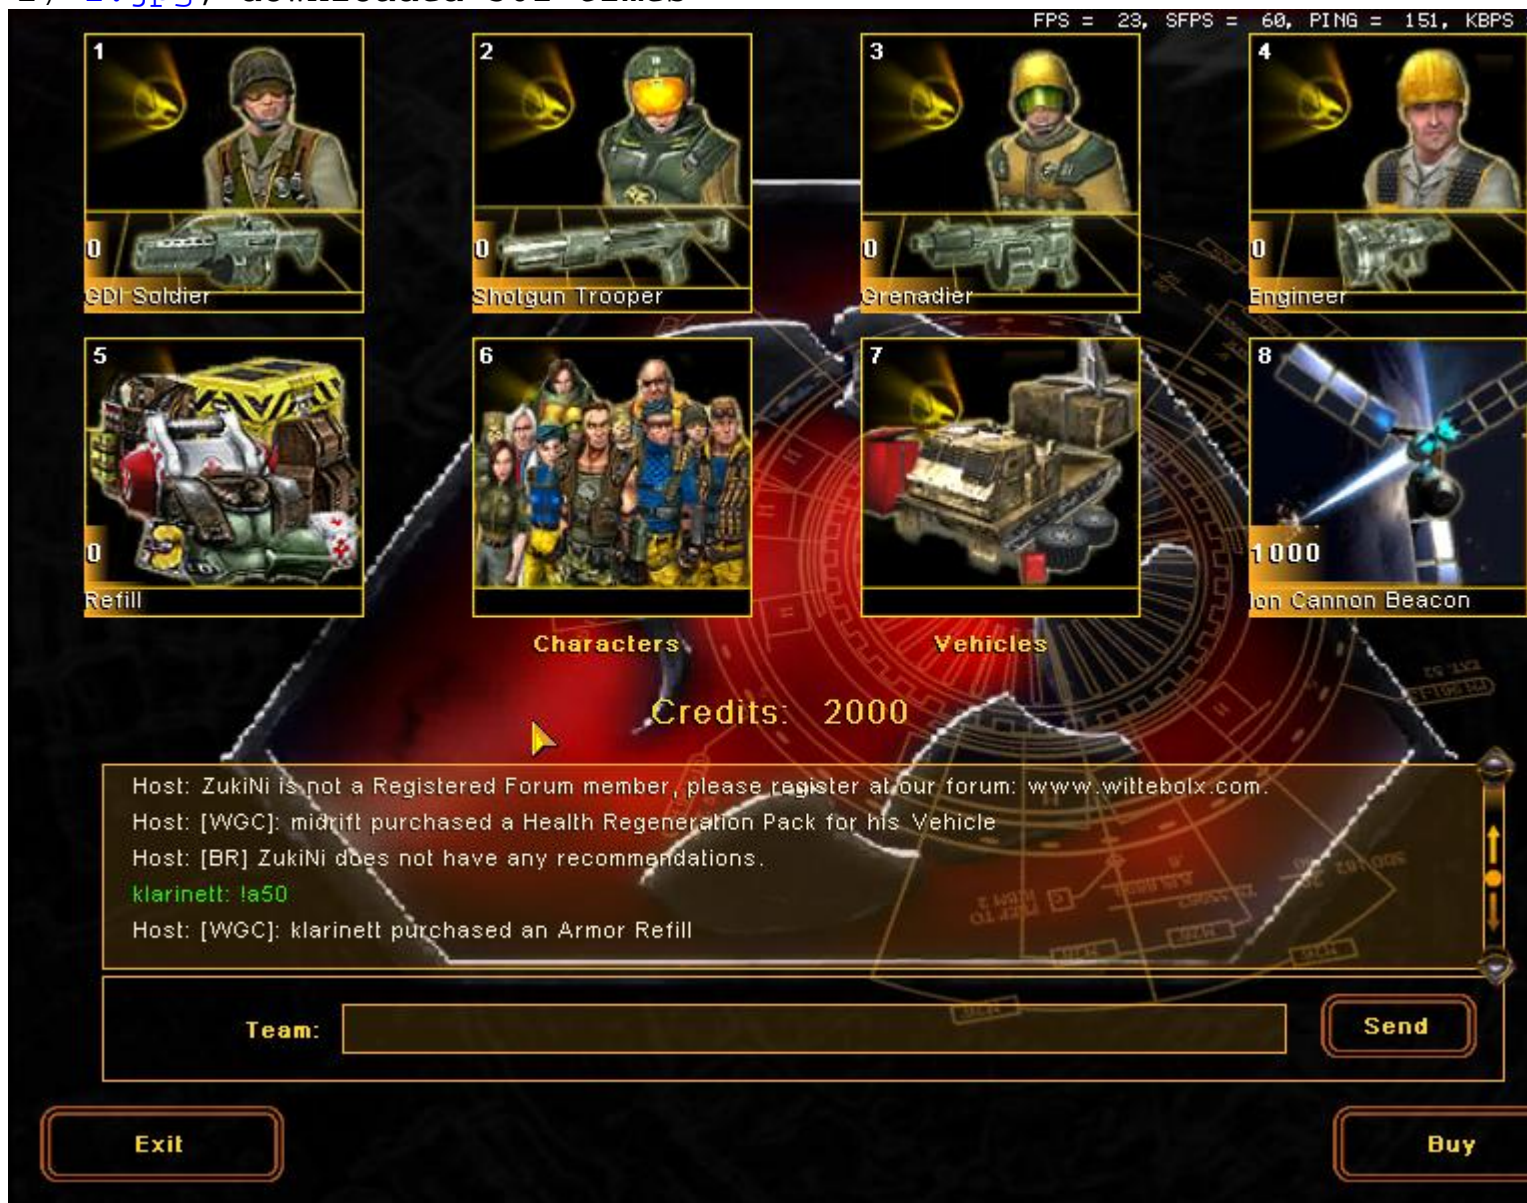 FPS = 23, SFPS = 60, PING = 151, KBPS
1
2
3
4
0
0
0
0
GDI Soldier
Shotgun Trooper
Grenadier
Engineer
5
6
7
8
0
1000
Refill
Ion Cannon Beacon
Characters
Vehicles
Credits: 2000
Host: ZukiNi is not a Registered Forum member, please register at our forum: www.wittebolx.com.
Host: [WGC]: midrift purchased a Health Regeneration Pack for his Vehicle
Host: [BR] ZukiNi does not have any recommendations.
klarinett: !a50
Host: [WGC]: klarinett purchased an Armor Refill
Team:
Send
Exit
Buy